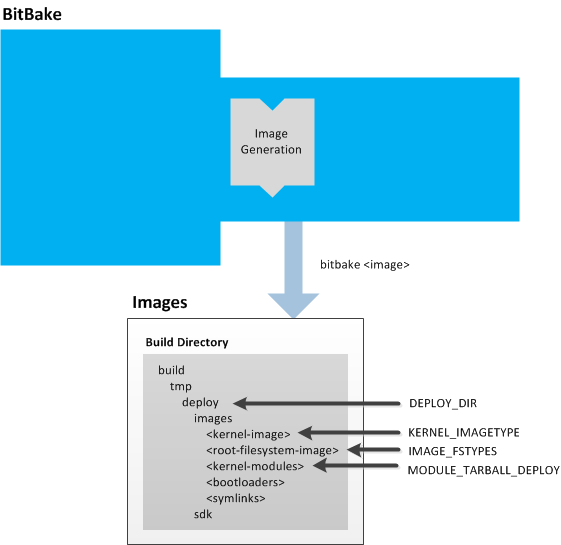 BitBake
Image
Generation
bitbake <image>
Images
Build Directory
build
tmp
deploy
DEPLOY_DIR
images
<kernel-image>
KERNEL_IMAGETYPE
<root-filesystem-image>
IMAGE_FSTYPES
<kernel-modules>
MODULE_TARBALL_DEPLOY
<bootloaders>
<symlinks>
sdk